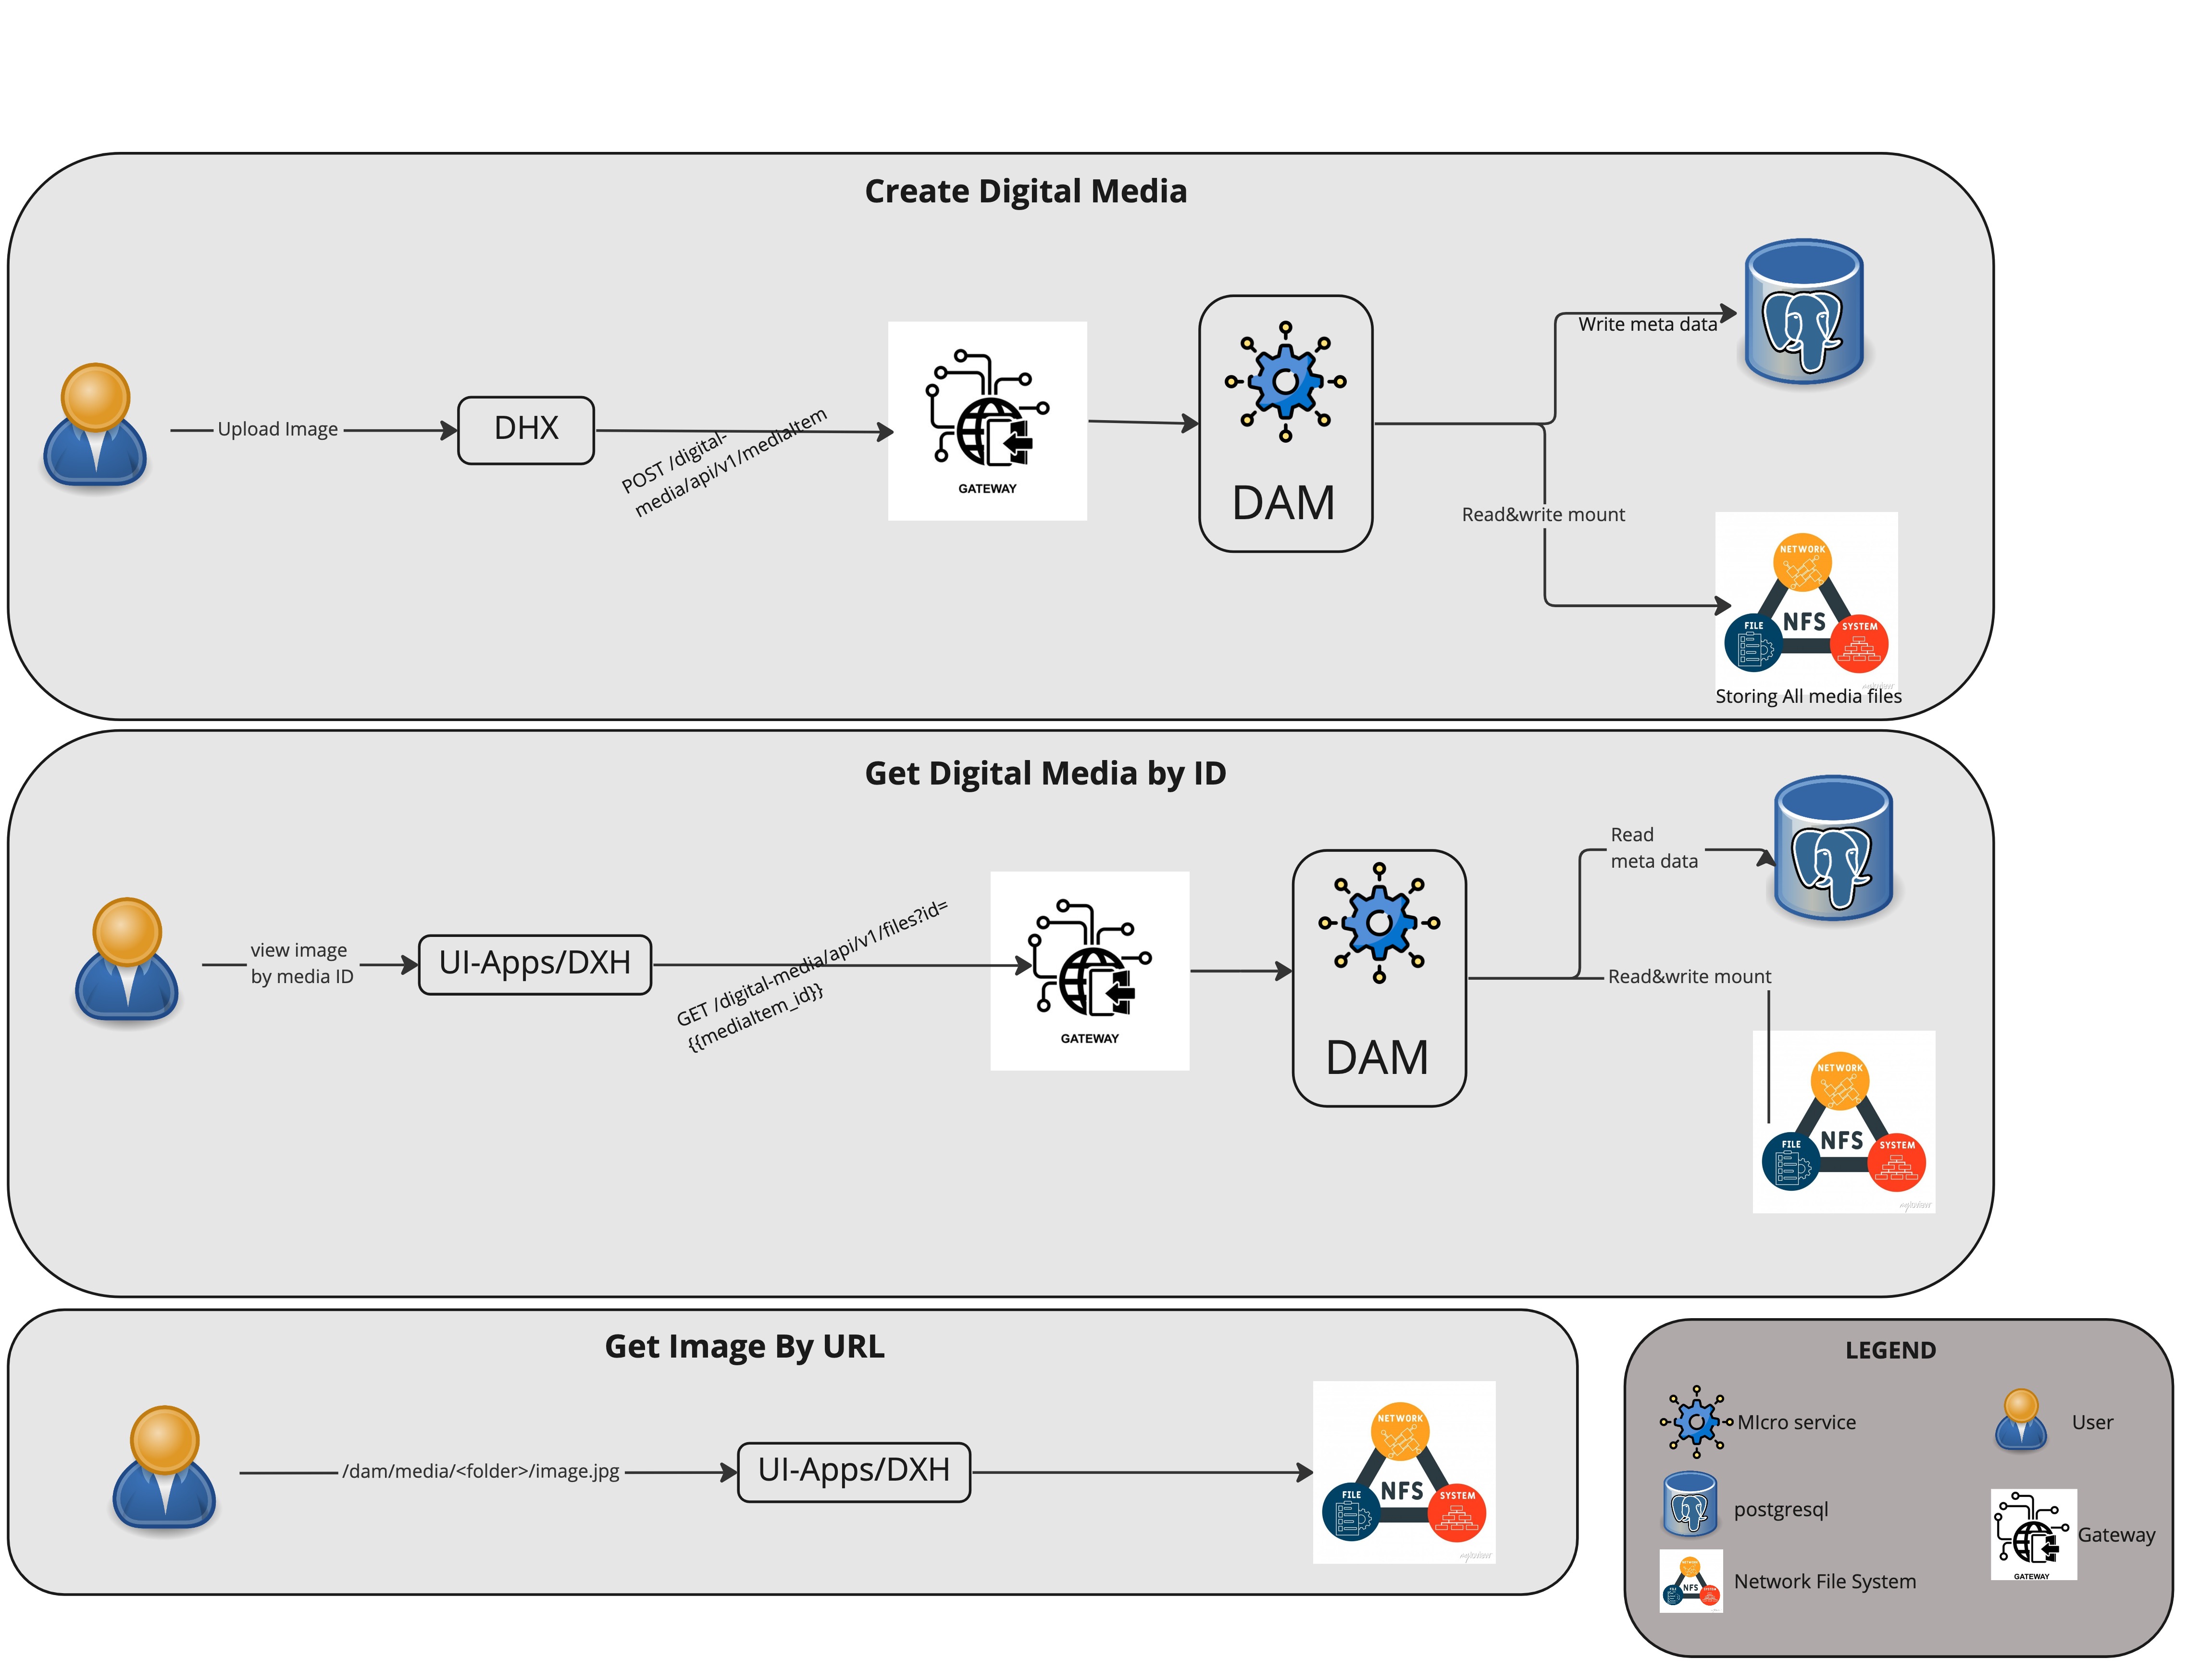 Create Digital Media
Upload Image
DHX
POST /digital-
media/api/v1/mediaItem
GATEWAY
DAM
Write meta data
Read&write mount
NETWORK
NFS
FILE
SYSTEM
Storing All media files
Get Digital Media by ID
view image
by media ID
UI-Apps/DXH
GET /digital-media/api/v1/files?id=
{{mediaItem_id}}
GATEWAY
DAM
Read
meta data
Read&write mount
NETWORK
NFS
FILE
SYSTEM
Get Image By URL
/dam/media/<folder>/image.jpg
UI-Apps/DXH
NETWORK
NFS
FILE
SYSTEM
LEGEND
MIcro service
User
postgresql
GATEWAY
Gateway
NFS
Network File System